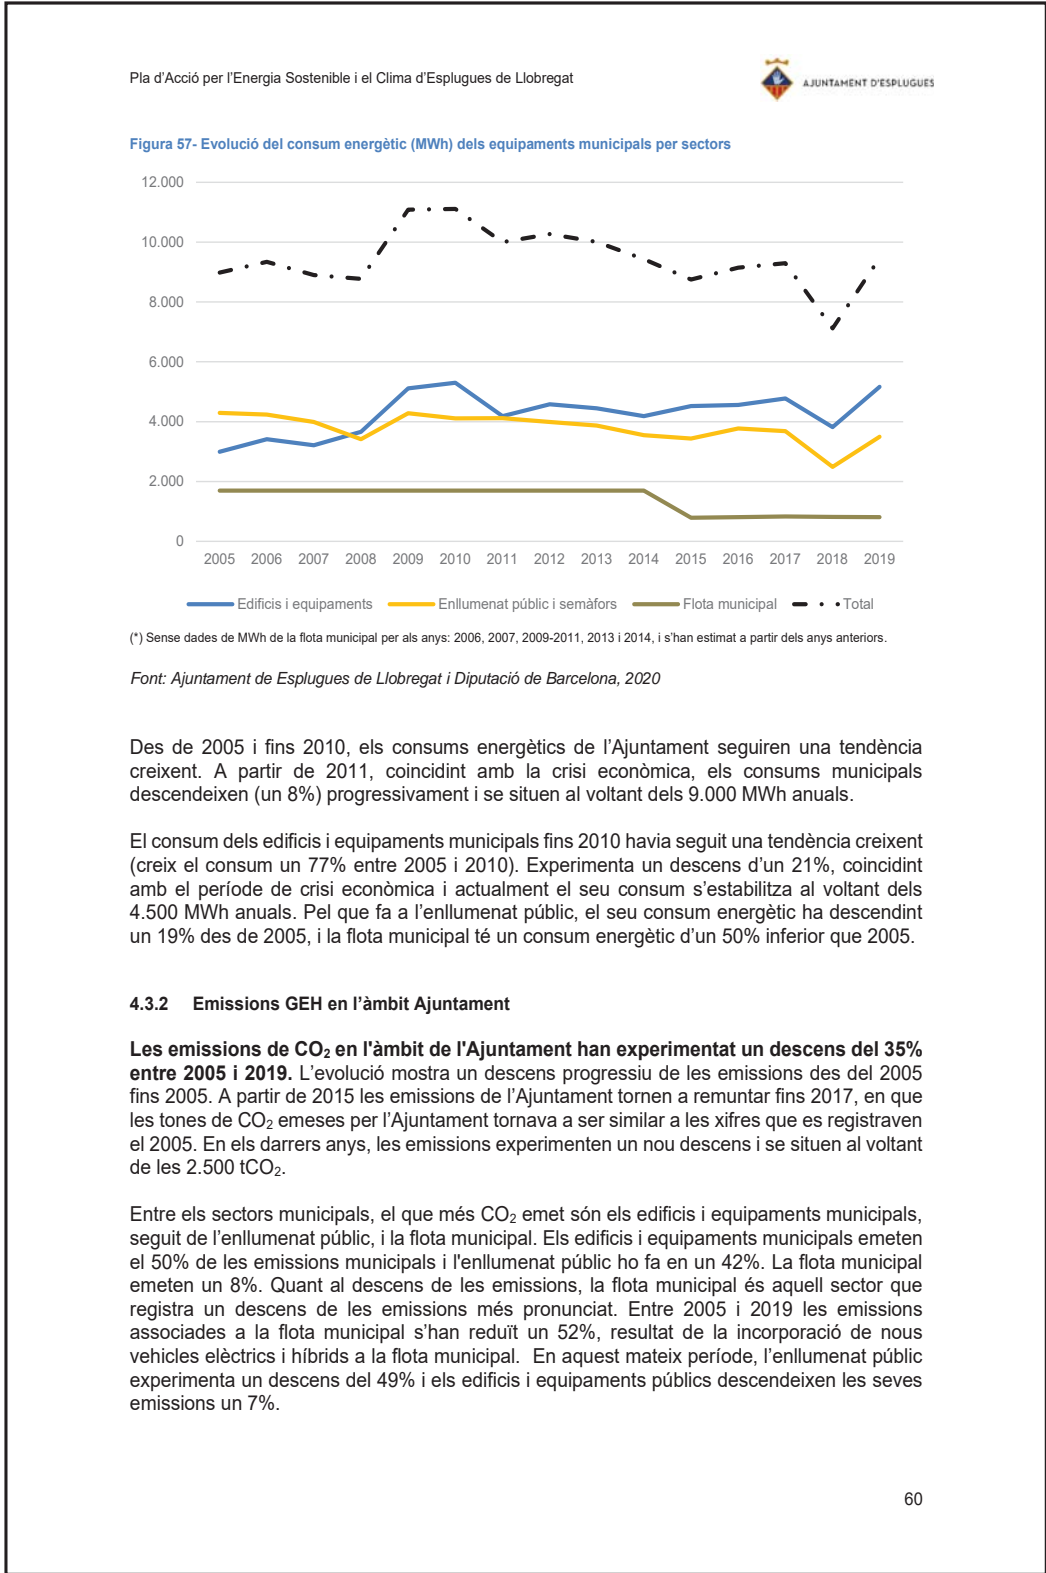 Pla d'Acció per l'Energia Sostenible i el Clima d'Esplugues de Llobregat
AJUNTAMENT D'ESPLUGUES
Figura 57- Evolució del consum energètic (MWh) dels equipaments municipals per sectors
12.000
10.000
8.000
6.000
4.000
2.000
0
2005 2006 2007 2008 2009 2010 2011 2012 2013 2014 2015 2016 2017 2018 2019
Edificis i equipaments Enllumenat públic i semàfors Flota municipal Total
(*) Sense dades de MWh de la flota municipal per als anys: 2006, 2007, 2009-2011, 2013 i 2014, i s'han estimat a partir dels anys anteriors.
Font: Ajuntament de Esplugues de Llobregat i Diputació de Barcelona, 2020
Des de 2005 i fins 2010, els consums energètics de l'Ajuntament seguiren una tendència
creixent. A partir de 2011, coincidint amb la crisi econòmica, els consums municipals
descendeixen (un 8%) progressivament i se situen al voltant dels 9.000 MWh anuals.
El consum dels edificis i equipaments municipals fins 2010 havia seguit una tendència creixent
(creix el consum un 77% entre 2005 i 2010). Experimenta un descens d'un 21%, coincidint
amb el període de crisi econòmica i actualment el seu consum s'estabilitza al voltant dels
4.500 MWh anuals. Pel que fa a l'enllumenat públic, el seu consum energètic ha descendint
un 19% des de 2005, i la flota municipal té un consum energètic d'un 50% inferior que 2005.
4.3.2 Emissions GEH en l'àmbit Ajuntament
Les emissions de CO₂ en l'àmbit de l'Ajuntament han experimentat un descens del 35%
entre 2005 i 2019. L'evolució mostra un descens progressiu de les emissions des del 2005
fins 2005. A partir de 2015 les emissions de l'Ajuntament tornen a remuntar fins 2017, en que
les tones de CO₂ emeses per l'Ajuntament tornava a ser similar a les xifres que es registraven
el 2005. En els darrers anys, les emissions experimenten un nou descens i se situen al voltant
de les 2.500 tCO₂.
Entre els sectors municipals, el que més CO₂ emet són els edificis i equipaments municipals,
seguit de l'enllumenat públic, i la flota municipal. Els edificis i equipaments municipals emeten
el 50% de les emissions municipals i l'enllumenat públic ho fa en un 42%. La flota municipal
emeten un 8%. Quant al descens de les emissions, la flota municipal és aquell sector que
registra un descens de les emissions més pronunciat. Entre 2005 i 2019 les emissions
associades a la flota municipal s'han reduït un 52%, resultat de la incorporació de nous
vehicles elèctrics i híbrids a la flota municipal. En aquest mateix període, l'enllumenat públic
experimenta un descens del 49% i els edificis i equipaments públics descendeixen les seves
emissions un 7%.
60